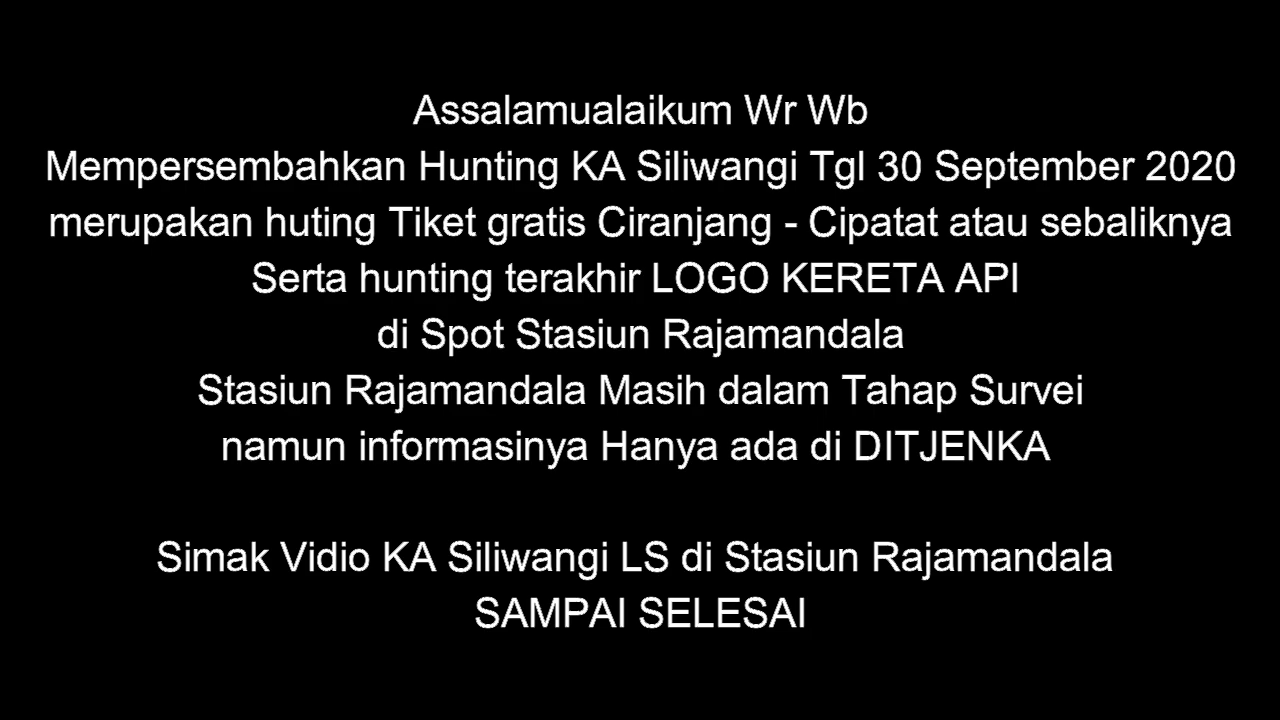 Assalamualaikum Wr Wb
Mempersembahkan Hunting KA Siliwangi Tgl 30 September 2020
merupakan huting Tiket gratis Ciranjang - Cipatat atau sebaliknya
Serta hunting terakhir LOGO KERETA API
di Spot Stasiun Rajamandala
Stasiun Rajamandala Masih dalam Tahap Survei
namun informasinya Hanya ada di DITJENKA
Simak Vidio KA Siliwangi LS di Stasiun Rajamandala
SAMPAI SELESAI